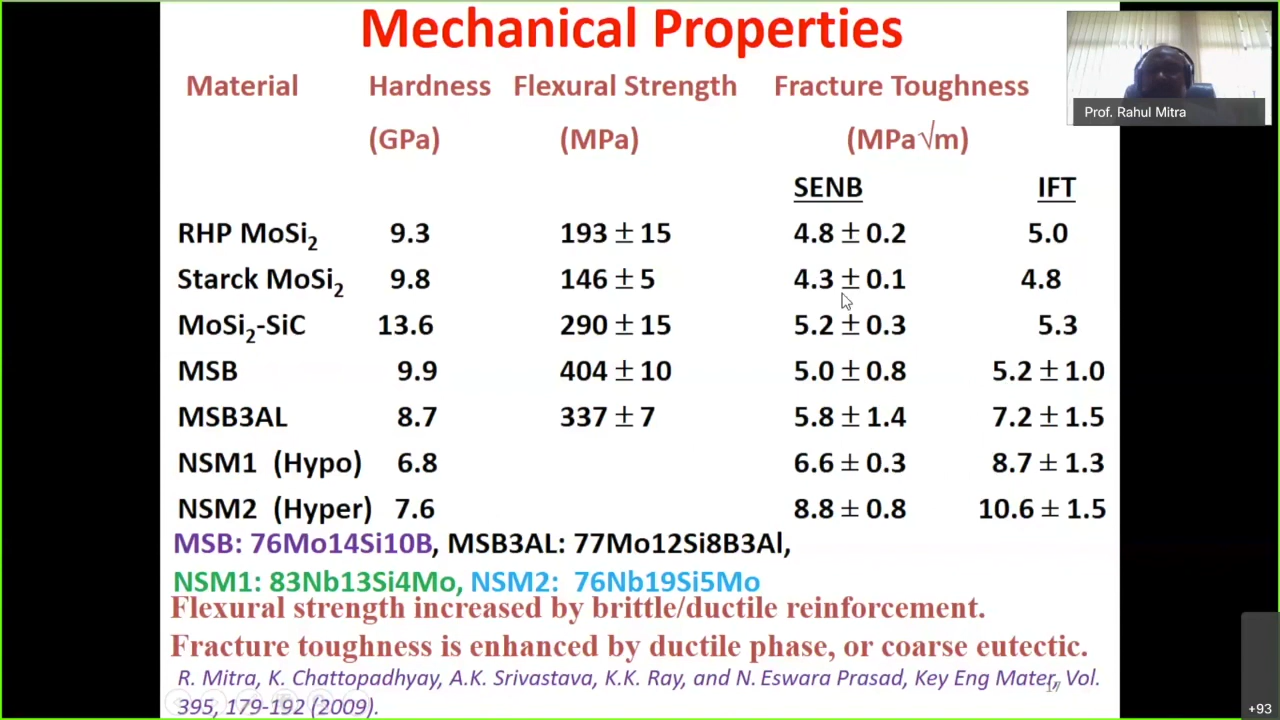 Mechanical Properties
Prof. Rahul Mitra
Material Hardness Flexural Strength Fracture Toughness
(GPa) (MPa) (MPa√m)
SENB IFT
RHP MoSi₂ 9.3 193 ± 15 4.8 ± 0.2 5.0
Starck MoSi₂ 9.8 146 ± 5 4.3 ± 0.1 4.8
MoSi₂-SiC 13.6 290 ± 15 5.2 ± 0.3 5.3
MSB 9.9 404 ± 10 5.0 ± 0.8 5.2 ± 1.0
MSB3AL 8.7 337 ± 7 5.8 ± 1.4 7.2 ± 1.5
NSM1 (Hypo) 6.8 6.6 ± 0.3 8.7 ± 1.3
NSM2 (Hyper) 7.6 8.8 ± 0.8 10.6 ± 1.5
MSB: 76Mo14Si10B, MSB3AL: 77Mo12Si8B3Al,
NSM1: 83Nb13Si4Mo, NSM2: 76Nb19Si5Mo
Flexural strength increased by brittle/ductile reinforcement.
Fracture toughness is enhanced by ductile phase, or coarse eutectic.
R. Mitra, K. Chattopadhyay, A.K. Srivastava, K.K. Ray, and N. Eswara Prasad, Key Eng Mater, Vol.
395, 179-192 (2009).
17
+93